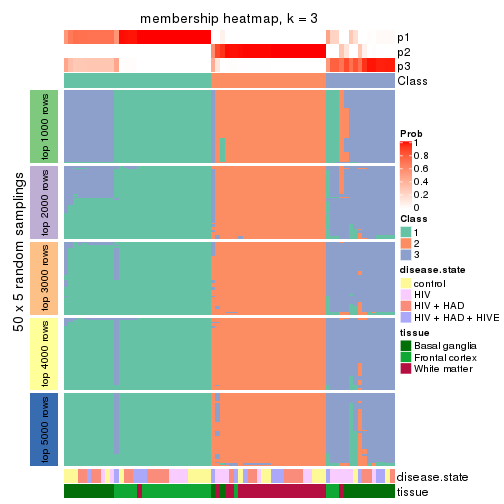 membership heatmap, k = 3
p1
p2
p3
Class
50 x 5 random samplings
top 1000 rows
top 2000 rows
top 3000 rows
top 4000 rows
top 5000 rows
Prob
1
0.8
0.6
0.4
0.2
0
Class
1
2
3
disease.state
control
HIV
HIV + HAD
HIV + HAD + HIVE
tissue
Basal ganglia
Frontal cortex
White matter
disease.state
tissue